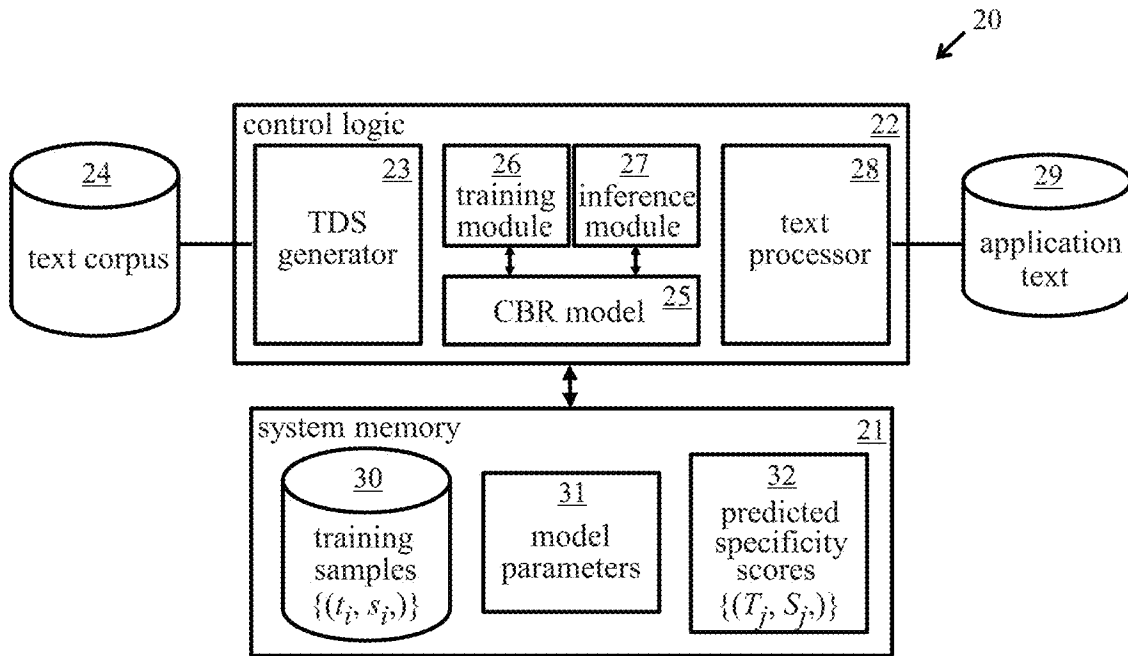 20
control logic
22
24
text corpus
23
TDS
generator
26
training
module
27
inference
module
25
CBR model
28
text
processor
29
application
text
system memory
21
30
training
samples
{(t_i, s_i,)}
31
model
parameters
32
predicted
specificity
scores
{(T_j, S_j,)}